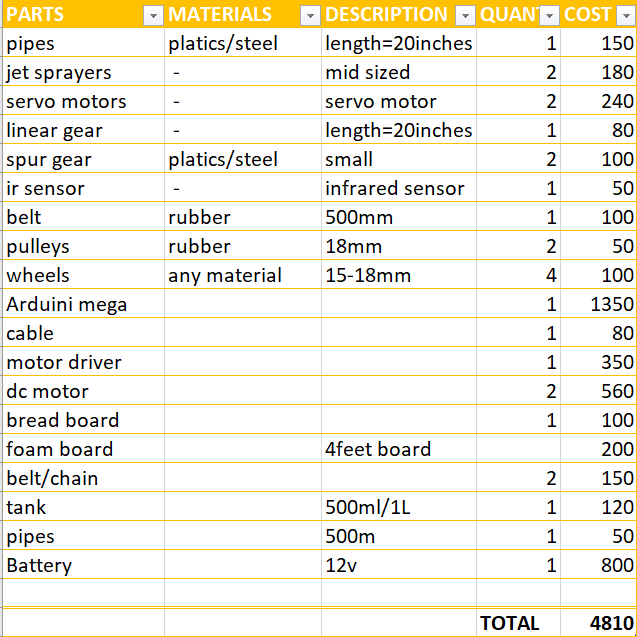 PARTS MATERIALS DESCRIPTION QUANT COST
pipes platics/steel length=20inches 1 150
jet sprayers - mid sized 2 180
servo motors - servo motor 2 240
linear gear - length=20inches 1 80
spur gear platics/steel small 2 100
ir sensor - infrared sensor 1 50
belt rubber 500mm 1 100
pulleys rubber 18mm 2 50
wheels any material 15-18mm 4 100
Arduini mega 1 1350
cable 1 80
motor driver 1 350
dc motor 2 560
bread board 1 100
foam board 4feet board 200
belt/chain 2 150
tank 500ml/1L 1 120
pipes 500m 1 50
Battery 12v 1 800
TOTAL 4810